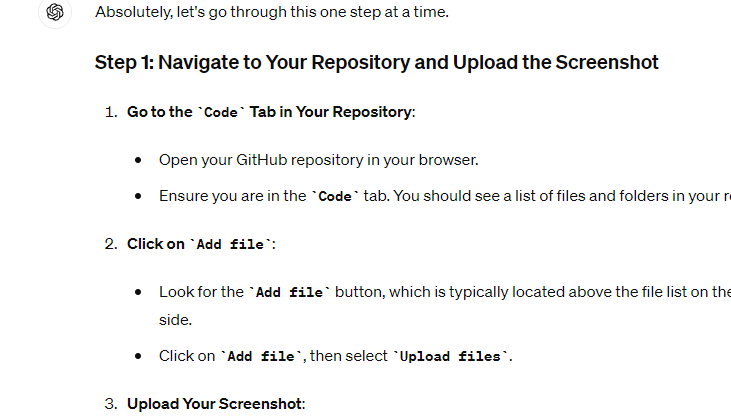 Absolutely, let's go through this one step at a time.
Step 1: Navigate to Your Repository and Upload the Screenshot
1. Go to the `Code` Tab in Your Repository:
• Open your GitHub repository in your browser.
• Ensure you are in the `Code` tab. You should see a list of files and folders in your
2. Click on `Add file`:
• Look for the `Add file` button, which is typically located above the file list on the
side.
• Click on `Add file`, then select `Upload files`.
3. Upload Your Screenshot: